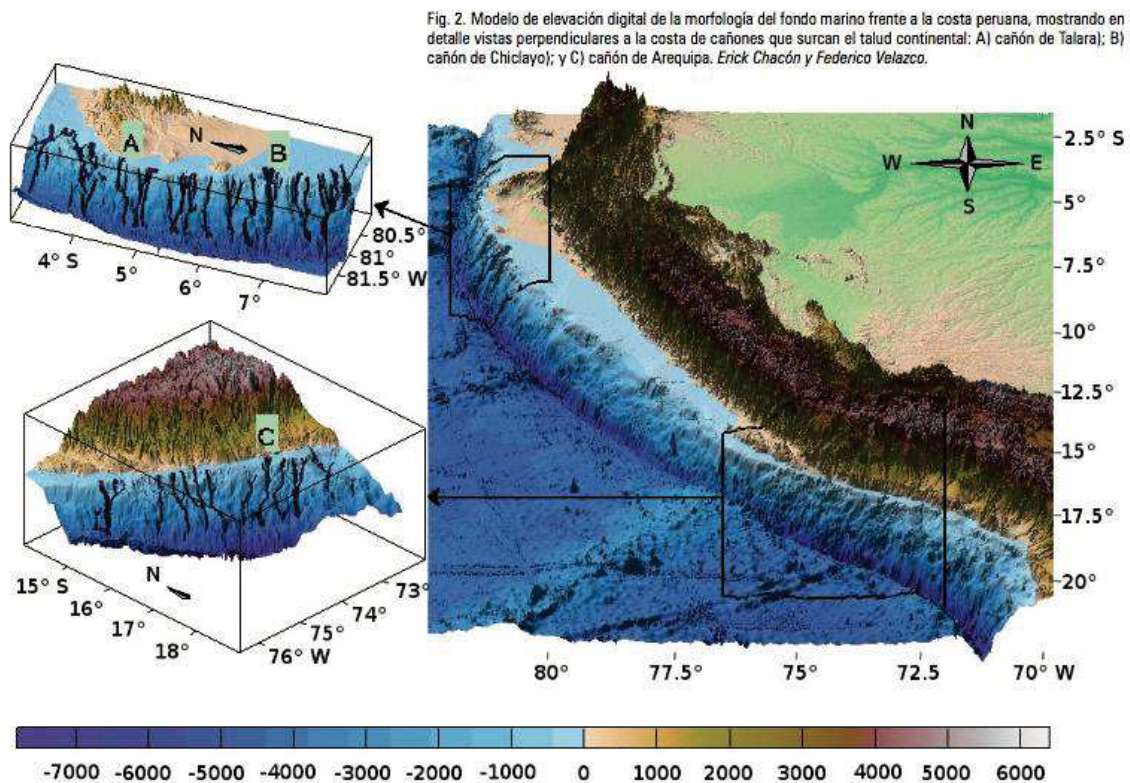 Fig. 2. Modelo de elevación digital de la morfología del fondo marino frente a la costa peruana, mostrando en
detalle vistas perpendiculares a la costa de cañones que surcan el talud continental: A) cañón de Talara); B)
cañón de Chiclayo); y C) cañón de Arequipa. Erick Chacón y Federico Velazco.
A
N
B
80.5°
81°
81.5° W
4° S
5°
6°
7°
C
15° S
16°
17°
18°
N
73°
74°
75°
76° W
N
W
E
S
2.5° S
-5°
-7.5°
-10°
-12.5°
-15°
-17.5°
-20°
80°
77.5°
75°
72.5
70° W
-7000 -6000 -5000 -4000 -3000 -2000 -1000 0 1000 2000 3000 4000 5000 6000